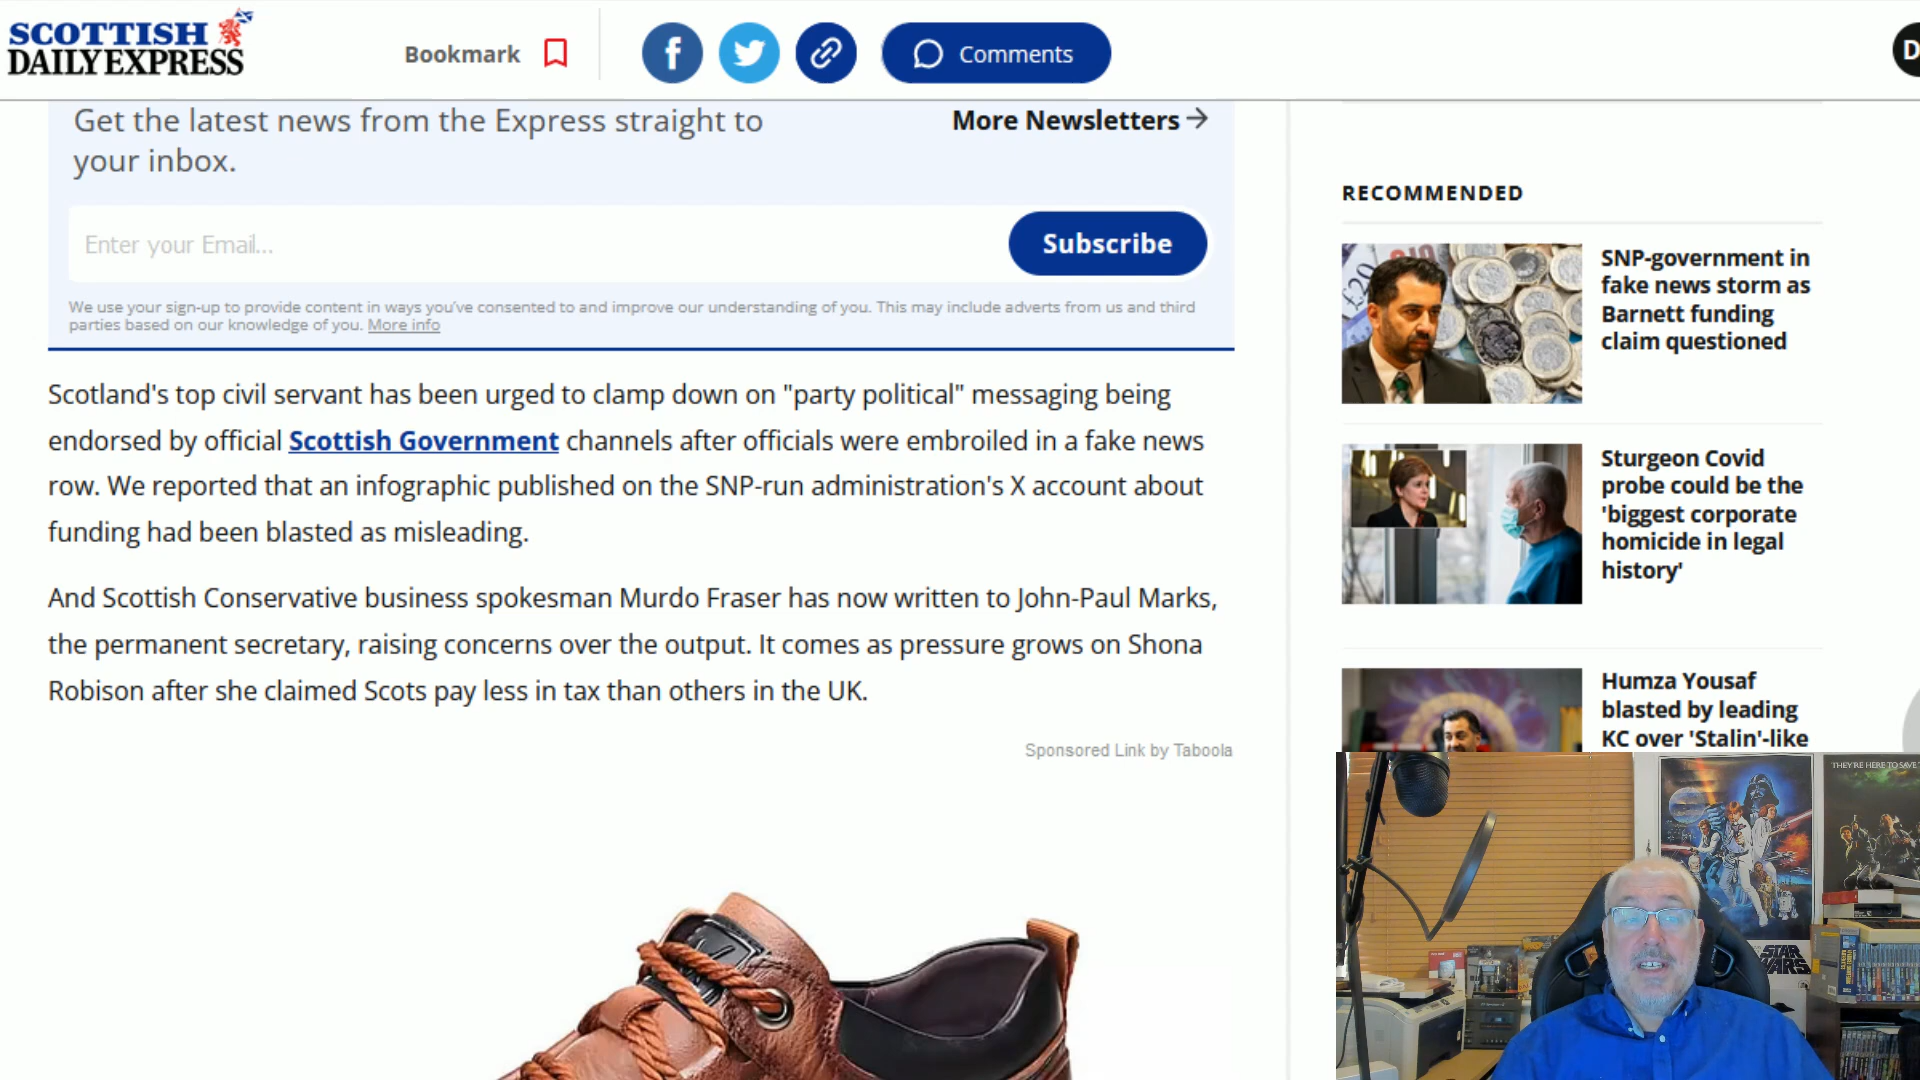 SCOTTISH
DAILY EXPRESS
Bookmark
Comments
D
Get the latest news from the Express straight to
your inbox.
More Newsletters
Enter your Email...
Subscribe
We use your sign-up to provide content in ways you've consented to and improve our understanding of you. This may include adverts from us and third
parties based on our knowledge of you. More info
Scotland's top civil servant has been urged to clamp down on "party political" messaging being
endorsed by official Scottish Government channels after officials were embroiled in a fake news
row. We reported that an infographic published on the SNP-run administration's X account about
funding had been blasted as misleading.
And Scottish Conservative business spokesman Murdo Fraser has now written to John-Paul Marks,
the permanent secretary, raising concerns over the output. It comes as pressure grows on Shona
Robison after she claimed Scots pay less in tax than others in the UK.
Sponsored Link by Taboola
RECOMMENDED
£20
SNP-government in
fake news storm as
Barnett funding
claim questioned
Sturgeon Covid
probe could be the
'biggest corporate
homicide in legal
history'
Humza Yousaf
blasted by leading
KC over 'Stalin'-like
THEY'RE HERE TO SAVE
STAR
WARS